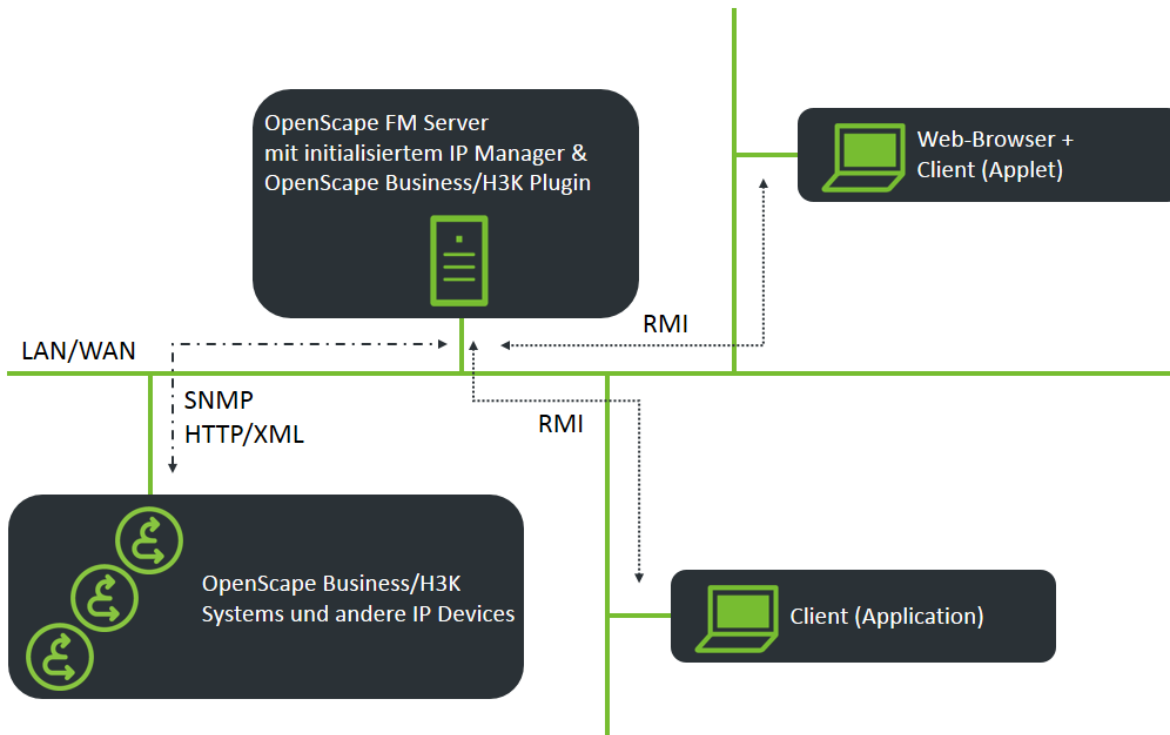 OpenScape FM Server
mit initialisiertem IP Manager &
OpenScape Business/H3K Plugin
Web-Browser +
Client (Applet)
RMI
LAN/WAN
SNMP
HTTP/XML
RMI
OpenScape Business/H3K
Systems und andere IP Devices
Client (Application)